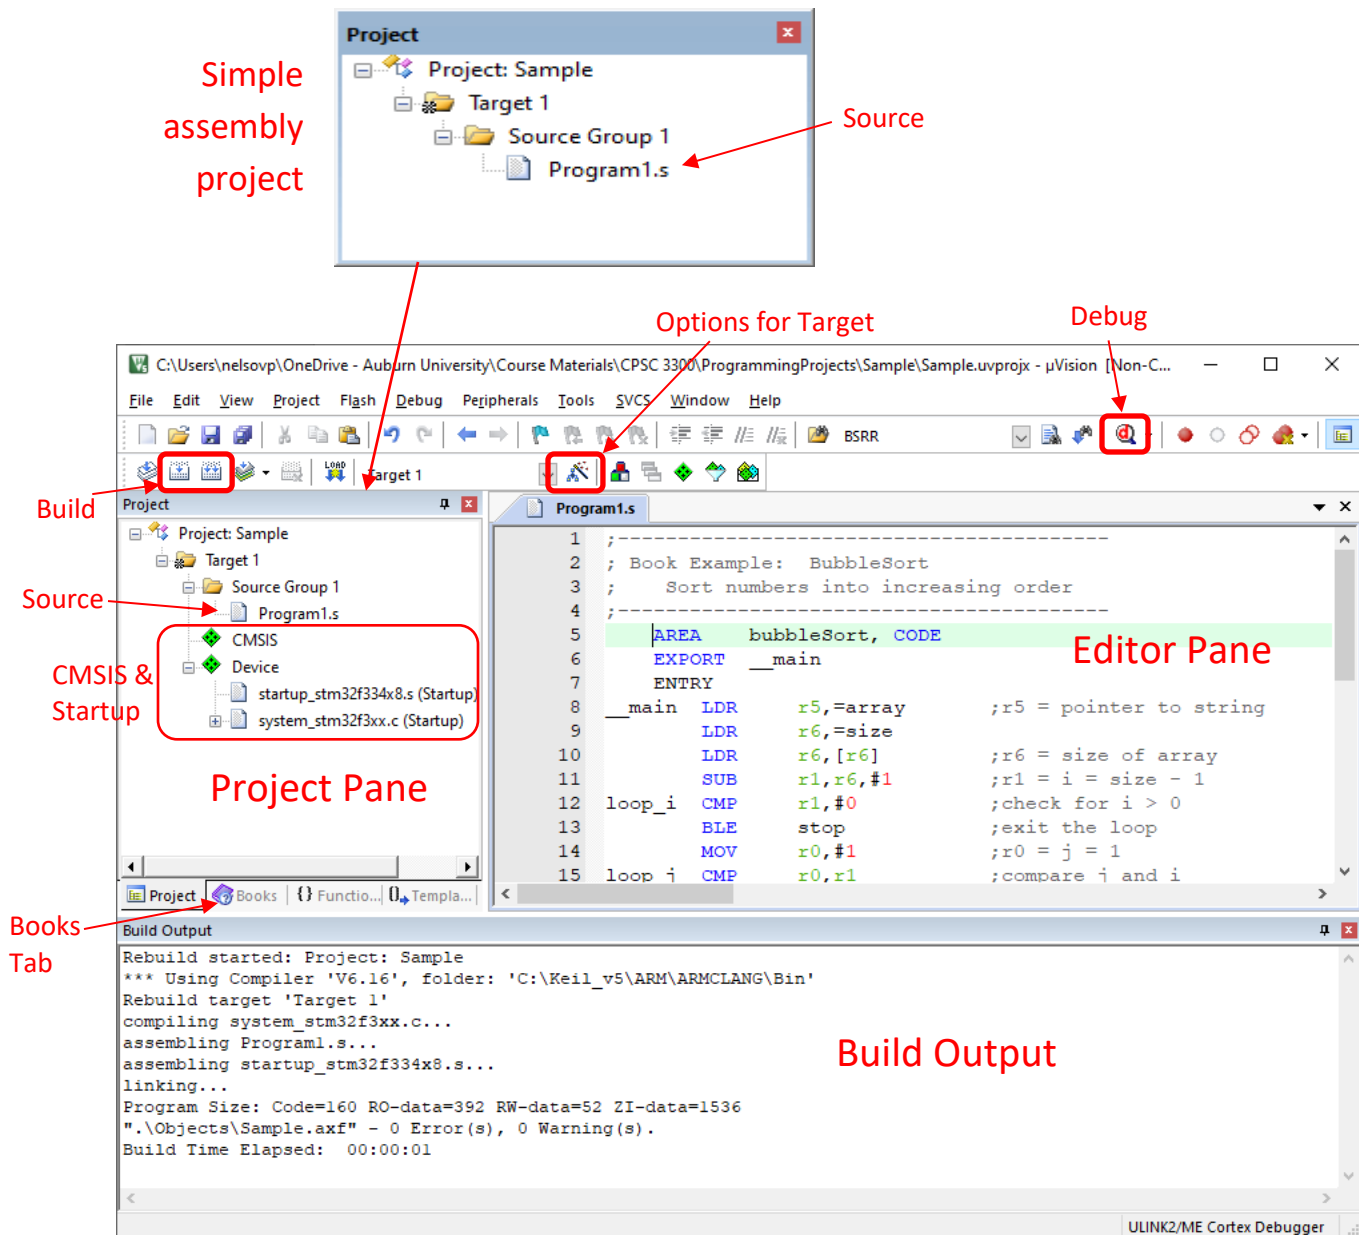 Project
Simple
assembly
project
Project: Sample
Target 1
Source Group 1
Program1.s
Source
Options for Target
Debug
C:\Users\nelsovp\OneDrive - Auburn University\Course Materials\CPSC 3300\ProgrammingProjects\Sample\Sample.uvprojx - µVision [Non-C...
File Edit View Project Flash Debug Peripherals Tools SVCS Window Help
BSRR
LOAD
Target 1
Build
Project
Program1.s
Project: Sample
Target 1
Source Group 1
Source
Program1.s
CMSIS
Device
CMSIS &
Startup
startup_stm32f334x8.s (Startup)
system_stm32f3xx.c (Startup)
Project Pane
1 ;-----------------------------------------
2 ; Book Example: BubbleSort
3 ; Sort numbers into increasing order
4 ;-----------------------------------------
5 AREA bubbleSort, CODE
6 EXPORT __main
7 ENTRY
8 __main LDR r5,=array ;r5 = pointer to string
9 LDR r6,=size
10 LDR r6,[r6] ;r6 = size of array
11 SUB r1,r6,#1 ;r1 = i = size - 1
12 loop_i CMP r1,#0 ;check for i > 0
13 BLE stop ;exit the loop
14 MOV r0,#1 ;r0 = j = 1
15 loop_j CMP r0,r1 ;compare j and i
Editor Pane
Project Books {} Functio... Templa...
Books
Tab
Build Output
Rebuild started: Project: Sample
*** Using Compiler 'V6.16', folder: 'C:\Keil_v5\ARM\ARMCLANG\Bin'
Rebuild target 'Target 1'
compiling system_stm32f3xx.c...
assembling Program1.s...
assembling startup_stm32f334x8.s...
linking...
Program Size: Code=160 RO-data=392 RW-data=52 ZI-data=1536
".\Objects\Sample.axf" - 0 Error(s), 0 Warning(s).
Build Time Elapsed: 00:00:01
Build Output
ULINK2/ME Cortex Debugger